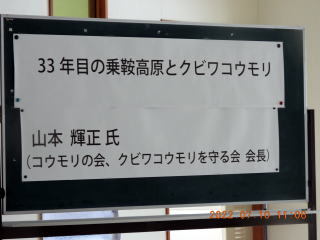 33年目の乗鞍高原とクビワコウモリ
山本 輝正 氏
(コウモリの会、クビワコウモリを守る会 会長)